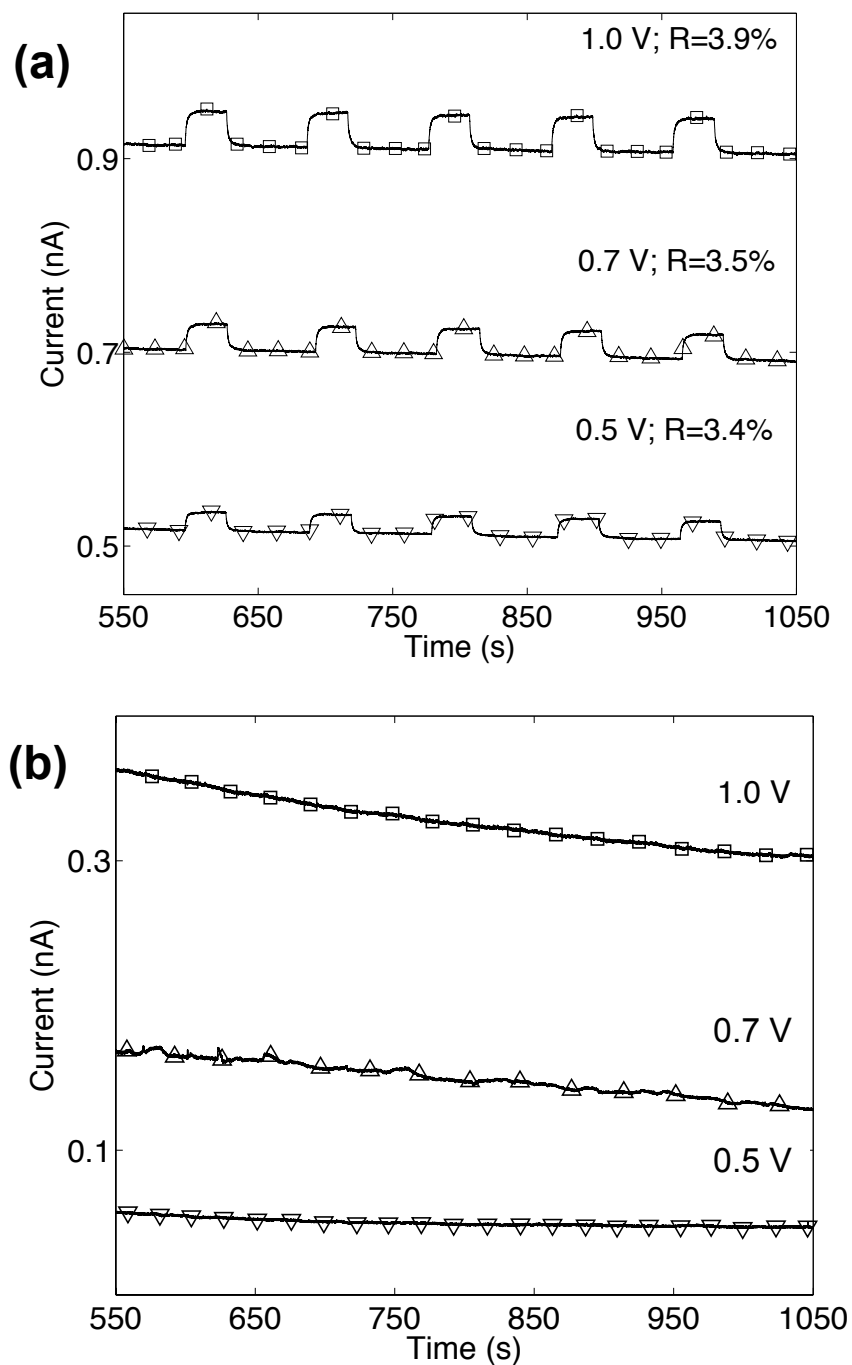 (a)
1.0 V; R=3.9%
0.9
0.7 V; R=3.5%
0.7
0.5 V; R=3.4%
0.5
Current (nA)
550 650 750 850 950 1050
Time (s)
(b)
1.0 V
0.3
0.7 V
0.1
0.5 V
Current (nA)
550 650 750 850 950 1050
Time (s)